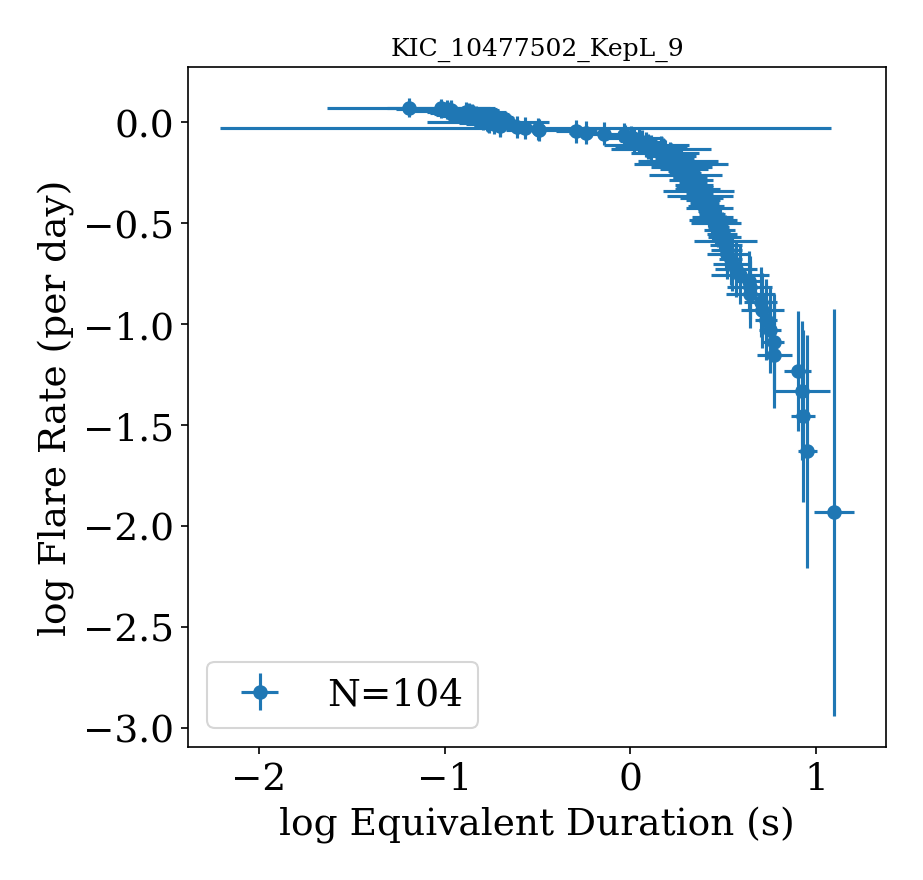 KIC_10477502_KepL_9
log Flare Rate (per day)
0.0
−0.5
−1.0
−1.5
−2.0
−2.5
−3.0
N=104
−2
−1
0
1
log Equivalent Duration (s)